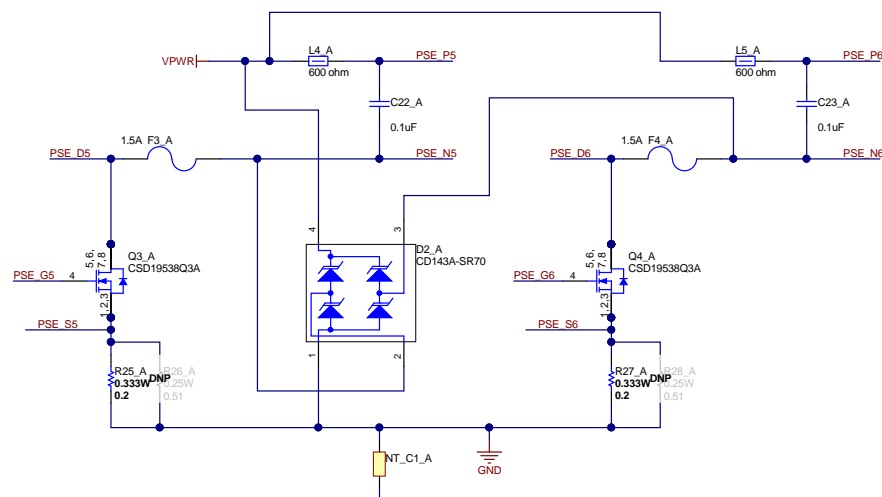 L4_A
PSE_P5
L5_A
PSE_P6
VPWR
600 ohm
600 ohm
C22_A
C23_A
0.1uF
0.1uF
1.5A F3_A
1.5A F4_A
PSE_D5
PSE_N5
PSE_D6
PSE_N6
4
3
D2_A
CD143A-SR70
5,6,
7,8
Q3_A
CSD19538Q3A
5,6,
7,8
Q4_A
CSD19538Q3A
PSE_G5
4
PSE_G6
4
1,2,3
1,2,3
PSE_S5
PSE_S6
1
2
R25_A
0.333W
0.2
DNP
R26_A
0.25W
0.51
R27_A
0.333W
0.2
DNP
R28_A
0.25W
0.51
NT_C1_A
GND